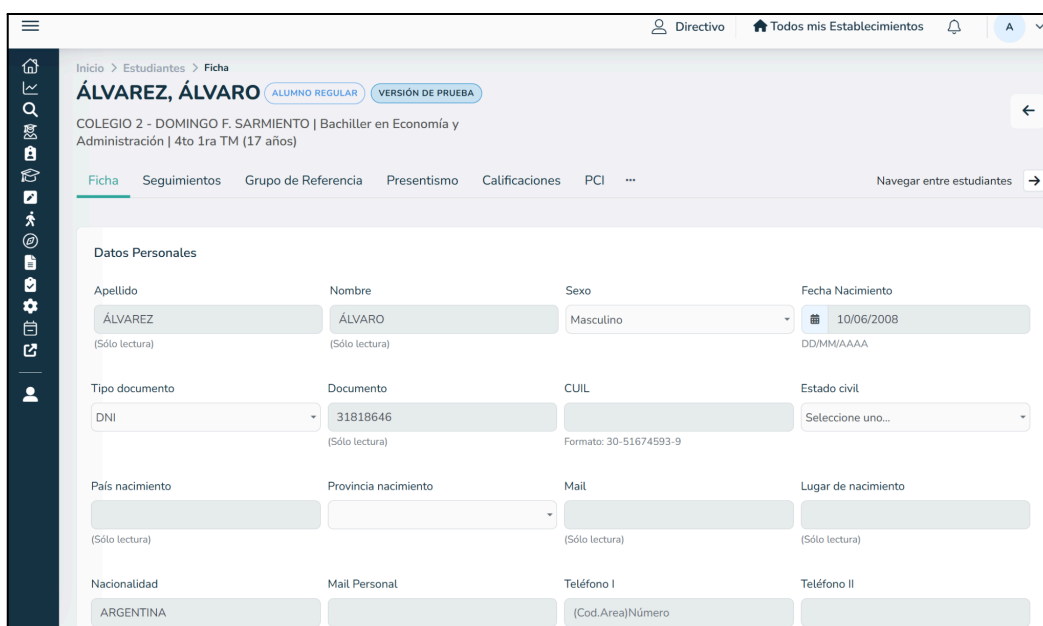 Directivo Todos mis Establecimientos A
Inicio > Estudiantes > Ficha
ÁLVAREZ, ÁLVARO ALUMNO REGULAR VERSIÓN DE PRUEBA
COLEGIO 2 - DOMINGO F. SARMIENTO | Bachiller en Economía y
Administración | 4to 1ra TM (17 años)
Ficha Seguimientos Grupo de Referencia Presentismo Calificaciones PCI ··· Navegar entre estudiantes
Datos Personales
Apellido Nombre Sexo Fecha Nacimiento
ÁLVAREZ ÁLVARO Masculino 10/06/2008
(Sólo lectura) (Sólo lectura) DD/MM/AAAA
Tipo documento Documento CUIL Estado civil
DNI 31818646 Seleccione uno...
(Sólo lectura) Formato: 30-51674593-9
País nacimiento Provincia nacimiento Mail Lugar de nacimiento
(Sólo lectura) (Sólo lectura) (Sólo lectura)
Nacionalidad Mail Personal Teléfono I Teléfono II
ARGENTINA (Cod.Area)Número